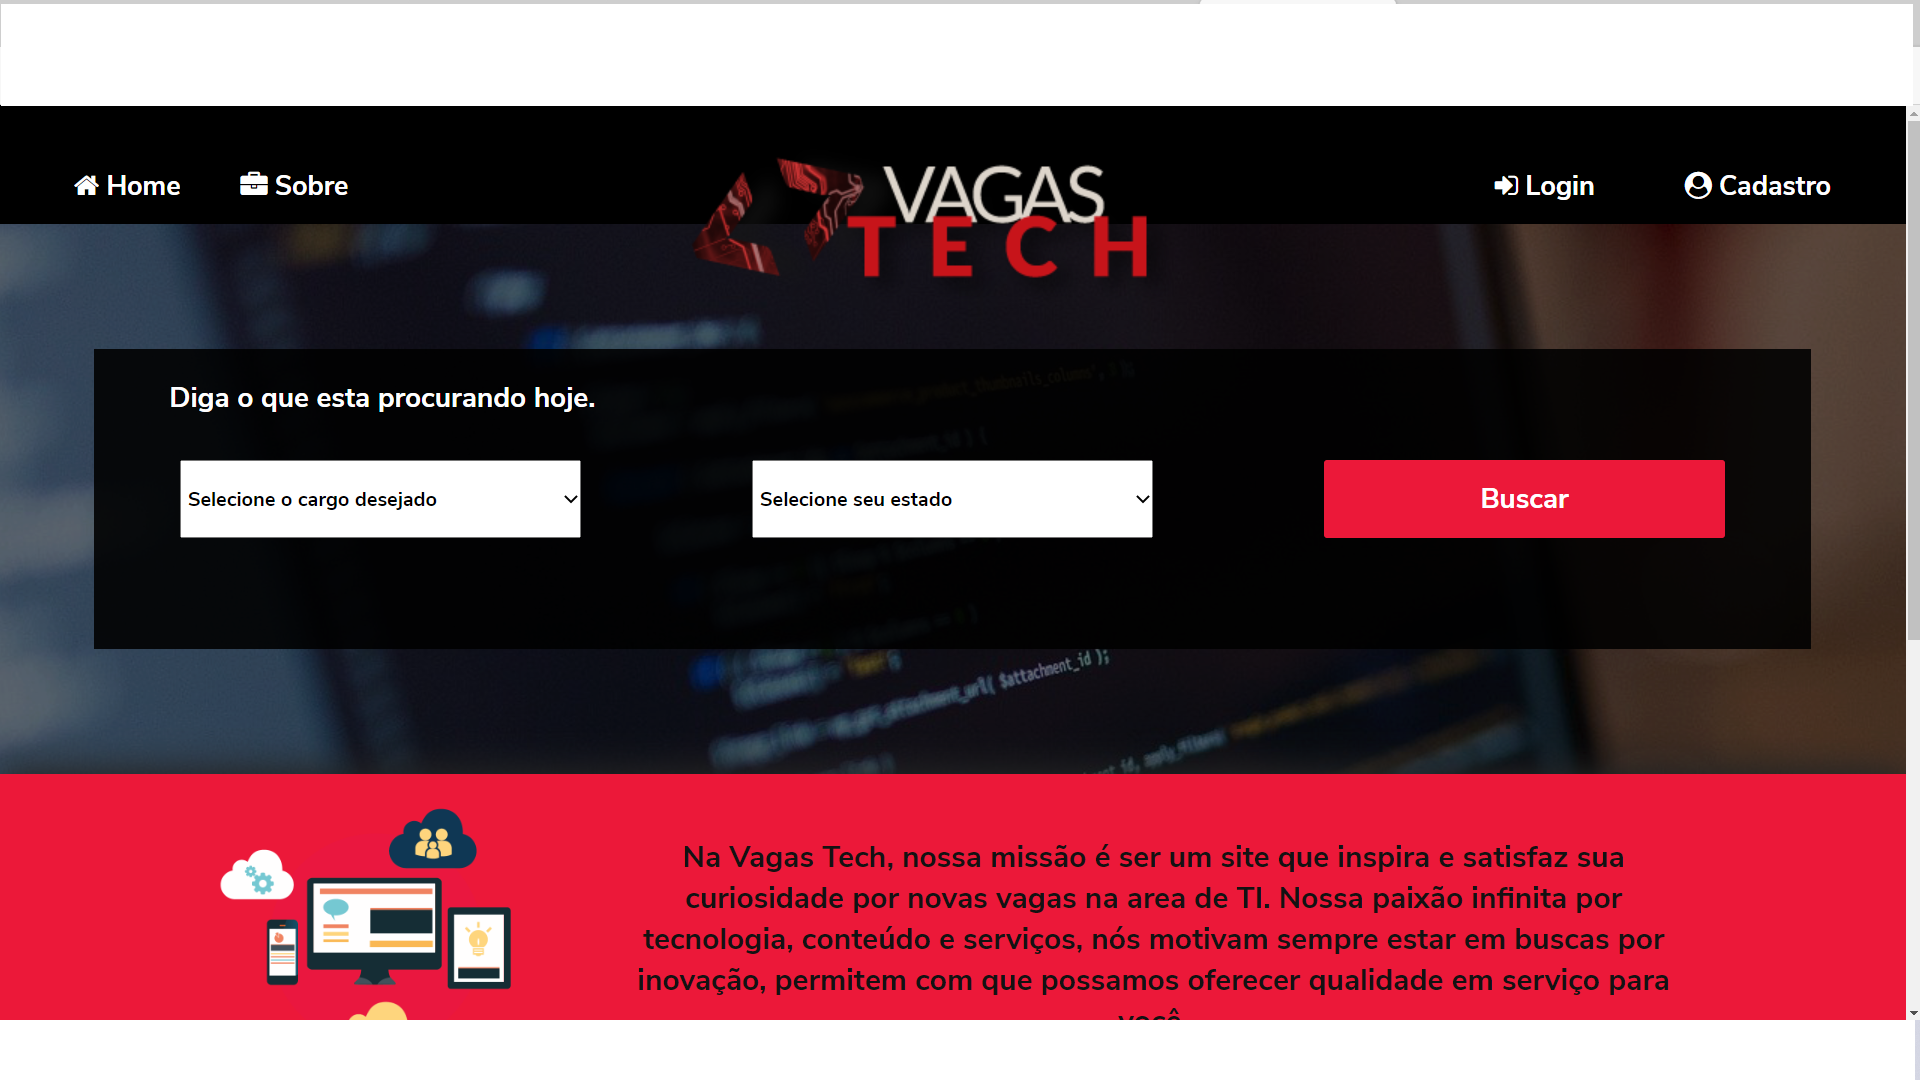 Home
Sobre
VAGAS
TECH
Login
Cadastro
Diga o que esta procurando hoje.
Selecione o cargo desejado
Selecione seu estado
Buscar
$attachment_id );
Na Vagas Tech, nossa missão é ser um site que inspira e satisfaz sua
curiosidade por novas vagas na area de TI. Nossa paixão infinita por
tecnologia, conteúdo e serviços, nós motivam sempre estar em buscas por
inovação, permitem com que possamos oferecer qualidade em serviço para
você